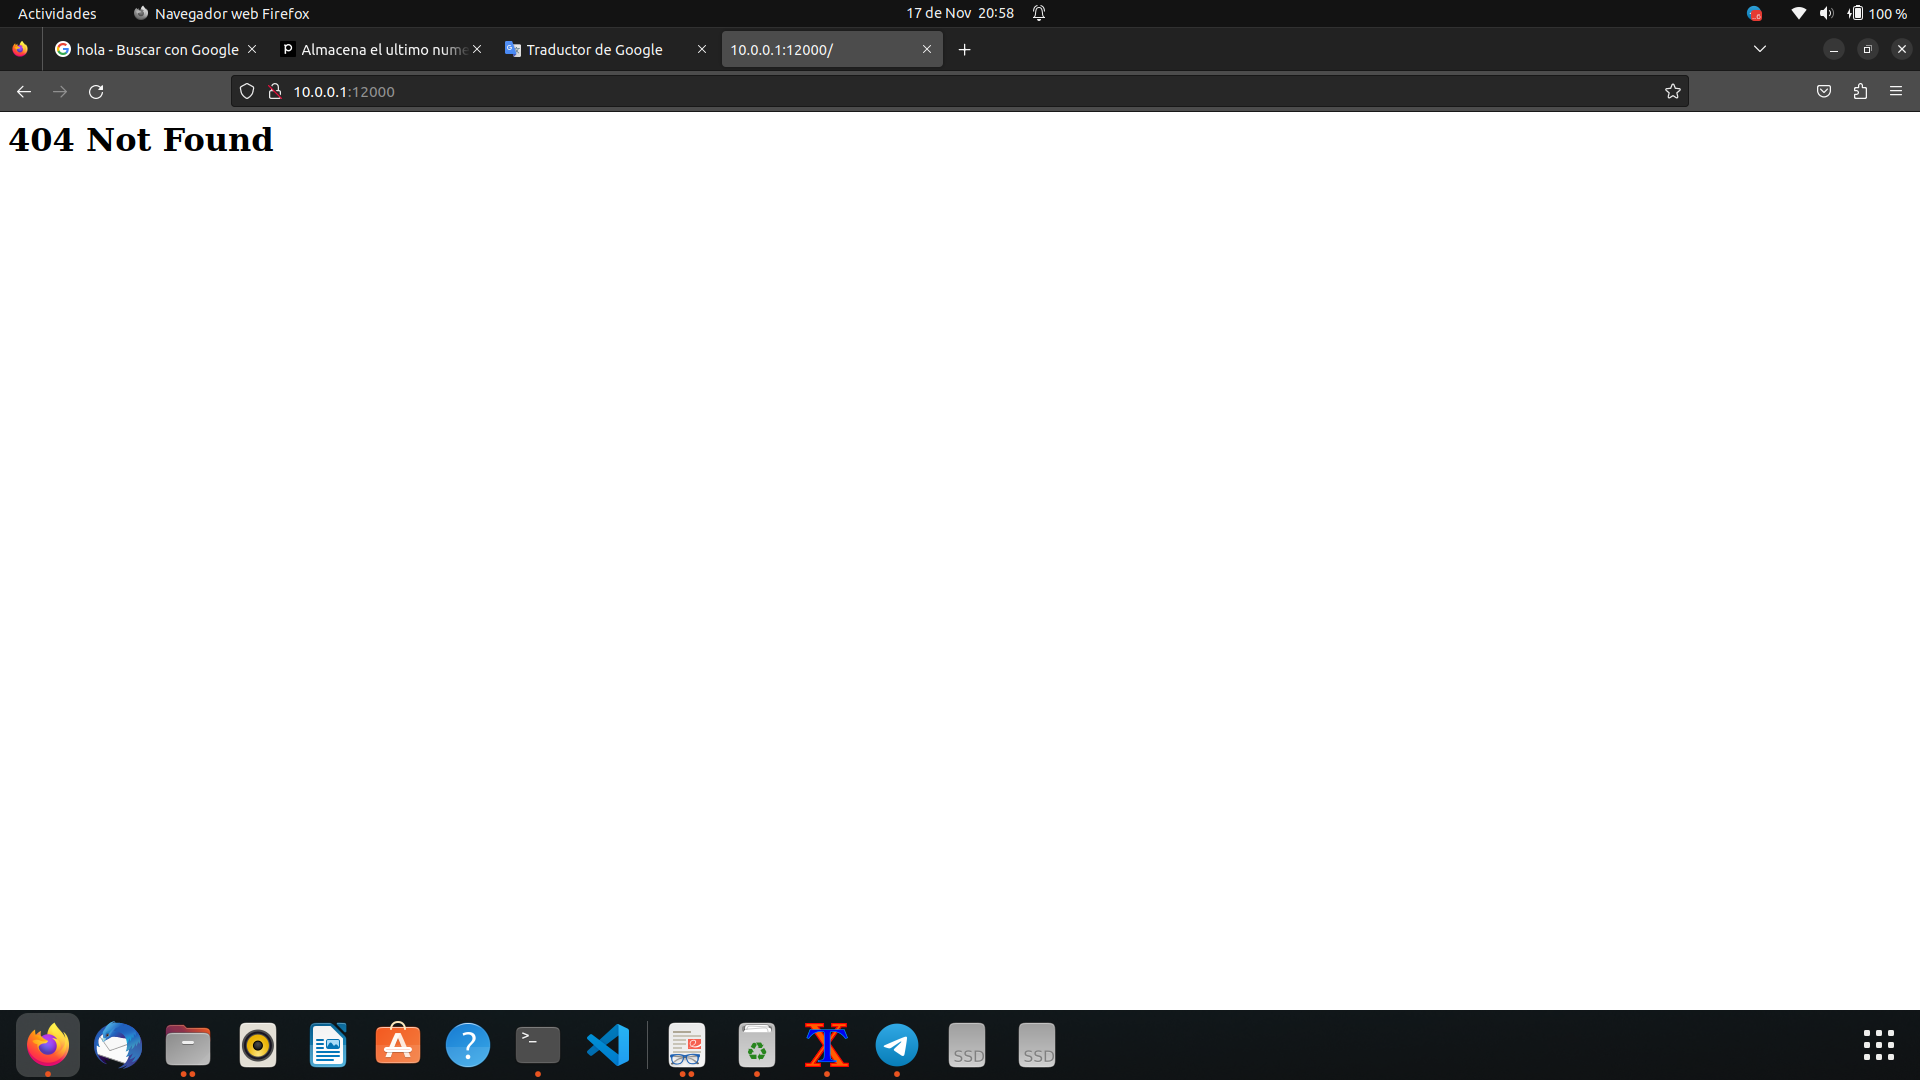 Actividades
Navegador web Firefox
17 de Nov 20:58
100 %
hola - Buscar con Google
Almacena el ultimo nume
Traductor de Google
10.0.0.1:12000/
10.0.0.1:12000
404 Not Found
SSD
SSD